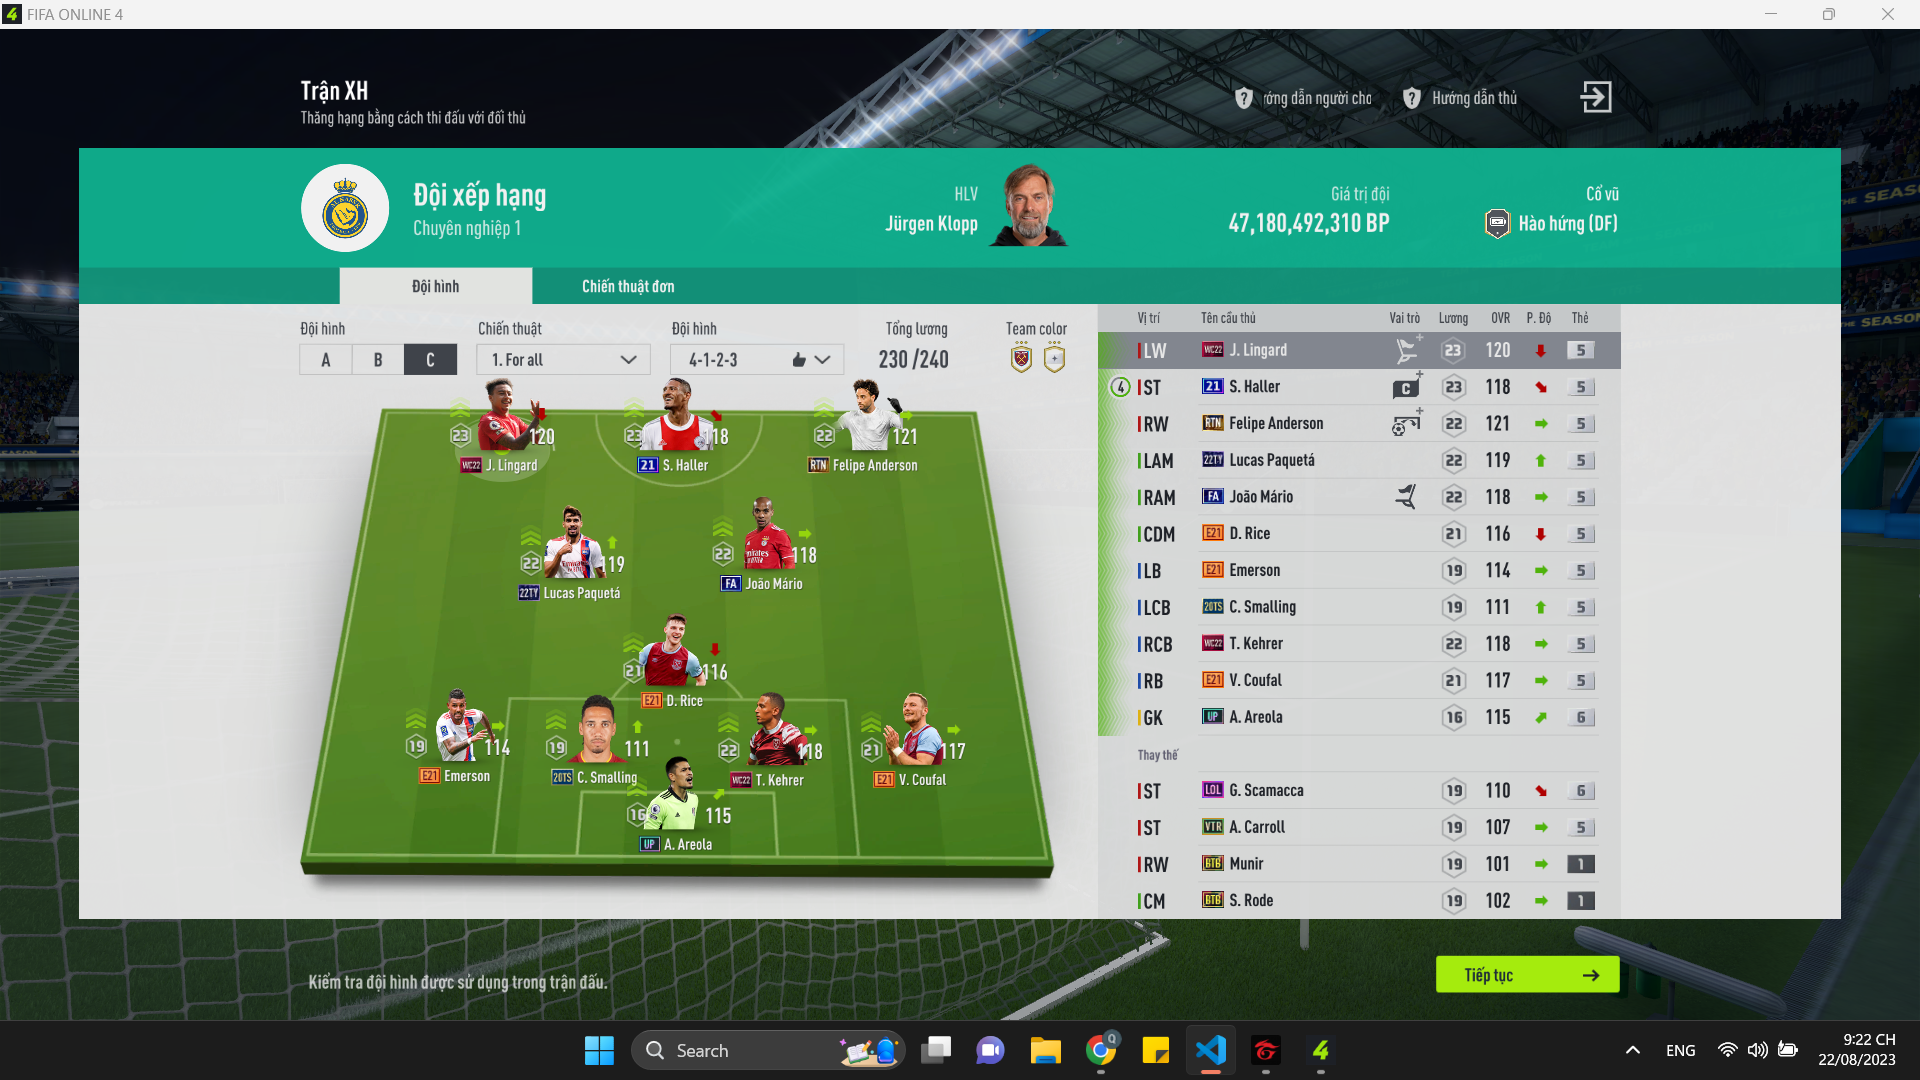 FIFA ONLINE 4
Trận XH
Thăng hạng bằng cách thi đấu với đối thủ
ớng dẫn người chơ
Hướng dẫn thủ
Đội xếp hạng
Chuyên nghiệp 1
HLV
Jürgen Klopp
Giá trị đội
47,180,492,310 BP
Cổ vũ
Hào hứng (DF)
Đội hình
Chiến thuật đơn
Đội hình
A B C
Chiến thuật
1. For all
Đội hình
4-1-2-3
Tổng lương
230 /240
Team color
23 120
WC22 J. Lingard
23 118
21 S. Haller
22 121
RTN Felipe Anderson
22 119
22TY Lucas Paquetá
22 118
FA João Mário
21 116
E21 D. Rice
19 114
E21 Emerson
19 111
20TS C. Smalling
22 118
WC22 T. Kehrer
21 117
E21 V. Coufal
16 115
UP A. Areola
Vị trí Tên cầu thủ Vai trò Lương OVR P. Độ Thẻ
LW WC22 J. Lingard 23 120 5
4 ST 21 S. Haller C 23 118 5
RW RTN Felipe Anderson 22 121 5
LAM 22TY Lucas Paquetá 22 119 5
RAM FA João Mário 22 118 5
CDM E21 D. Rice 21 116 5
LB E21 Emerson 19 114 5
LCB 20TS C. Smalling 19 111 5
RCB WC22 T. Kehrer 22 118 5
RB E21 V. Coufal 21 117 5
GK UP A. Areola 16 115 6
Thay thế
ST LOL G. Scamacca 19 110 6
ST VTR A. Carroll 19 107 5
RW BTB Munir 19 101 1
CM BTB S. Rode 19 102 1
Kiểm tra đội hình được sử dụng trong trận đấu.
Tiếp tục
Search
ENG
9:22 CH
22/08/2023